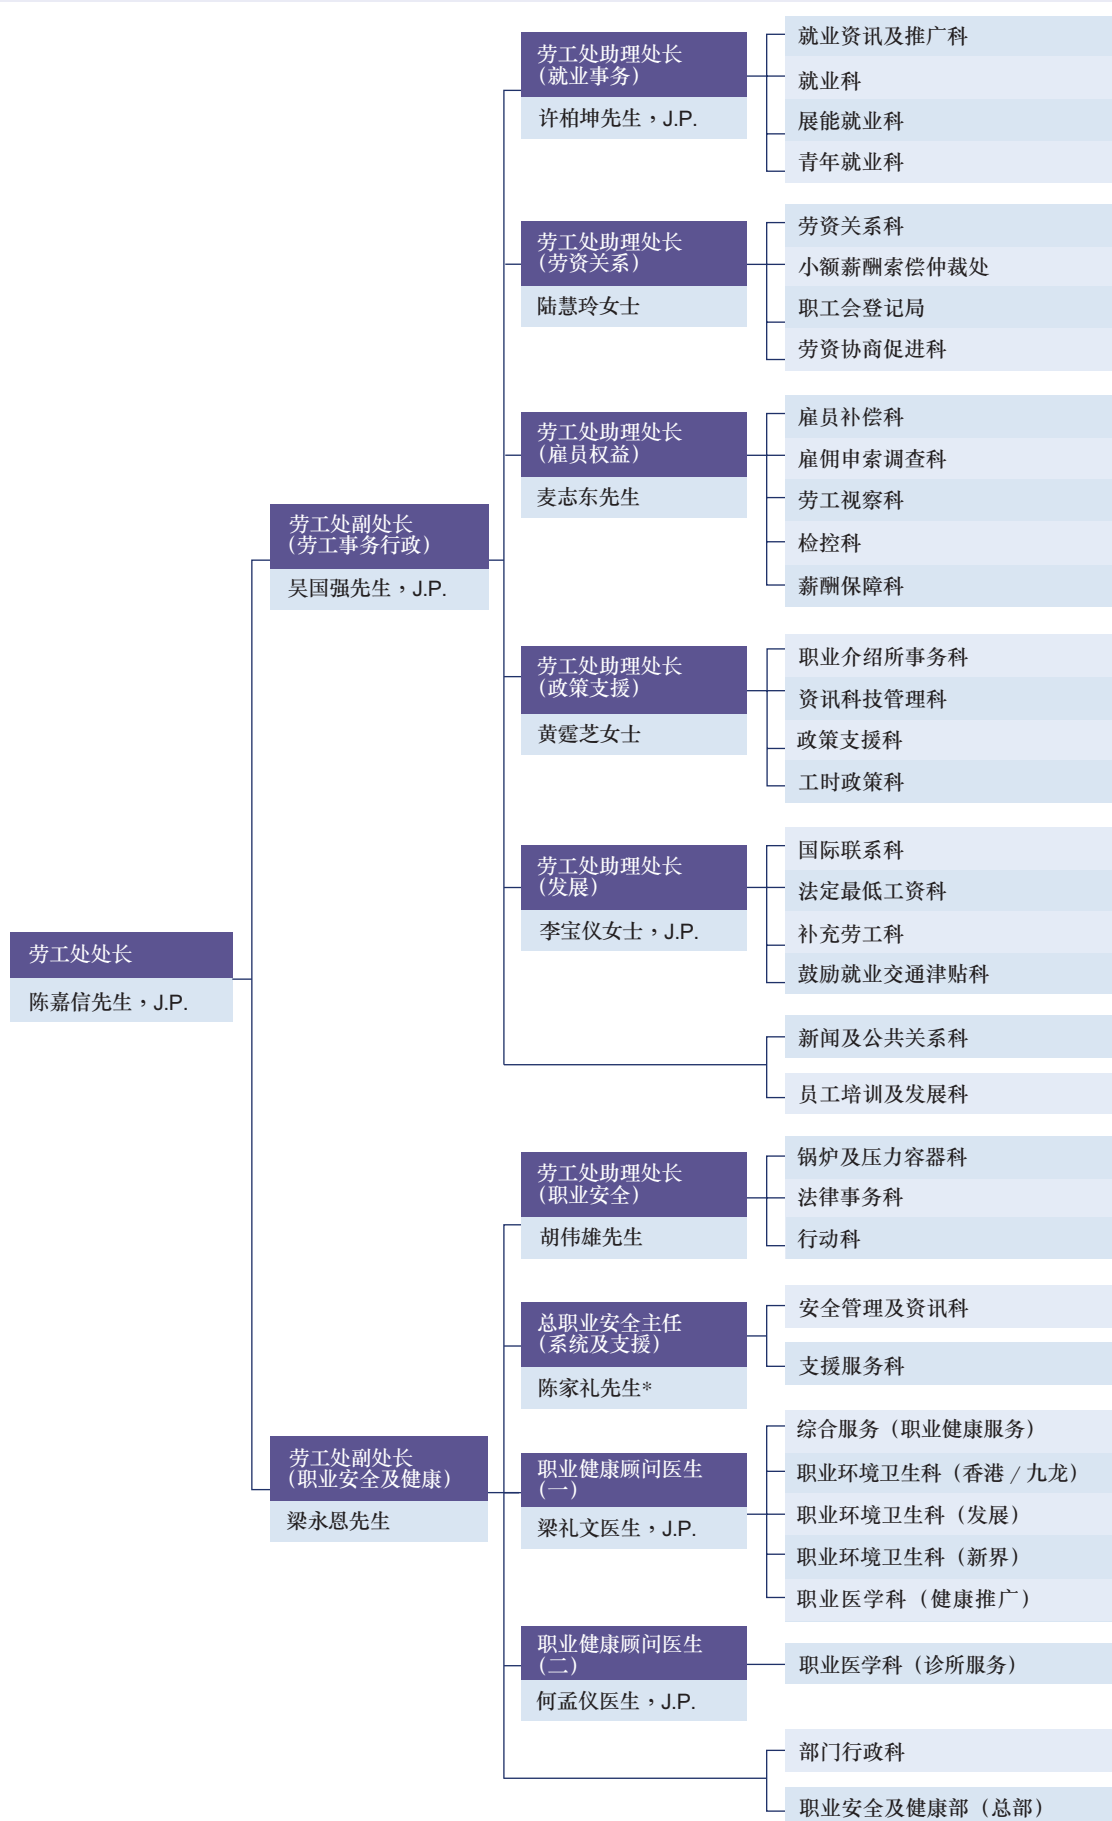 劳工处处长
陈嘉信先生，J.P.
劳工处副处长
（劳工事务行政）
吴国强先生，J.P.
劳工处助理处长
（就业事务）
许柏坤先生，J.P.
就业资讯及推广科
就业科
展能就业科
青年就业科
劳工处助理处长
（劳资关系）
陆慧玲女士
劳资关系科
小额薪酬索偿仲裁处
职工会登记局
劳资协商促进科
劳工处助理处长
（雇员权益）
麦志东先生
雇员补偿科
雇佣申索调查科
劳工视察科
检控科
薪酬保障科
劳工处助理处长
（政策支援）
黄霆芝女士
职业介绍所事务科
资讯科技管理科
政策支援科
工时政策科
劳工处助理处长
（发展）
李宝仪女士，J.P.
国际联系科
法定最低工资科
补充劳工科
鼓励就业交通津贴科
新闻及公共关系科
员工培训及发展科
劳工处副处长
（职业安全及健康）
梁永恩先生
劳工处助理处长
（职业安全）
胡伟雄先生
锅炉及压力容器科
法律事务科
行动科
总职业安全主任
（系统及支援）
陈家礼先生*
安全管理及资讯科
支援服务科
职业健康顾问医生
（一）
梁礼文医生，J.P.
综合服务（职业健康服务）
职业环境卫生科（香港 / 九龙）
职业环境卫生科（发展）
职业环境卫生科（新界）
职业医学科（健康推广）
职业健康顾问医生
（二）
何孟仪医生，J.P.
职业医学科（诊所服务）
部门行政科
职业安全及健康部（总部）